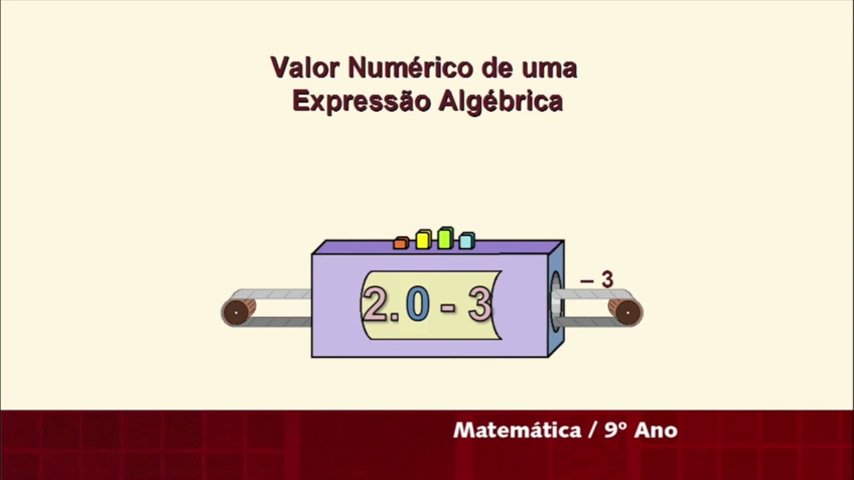 Valor Numérico de uma
Expressão Algébrica
– 3
2.0 - 3
Matemática / 9º Ano